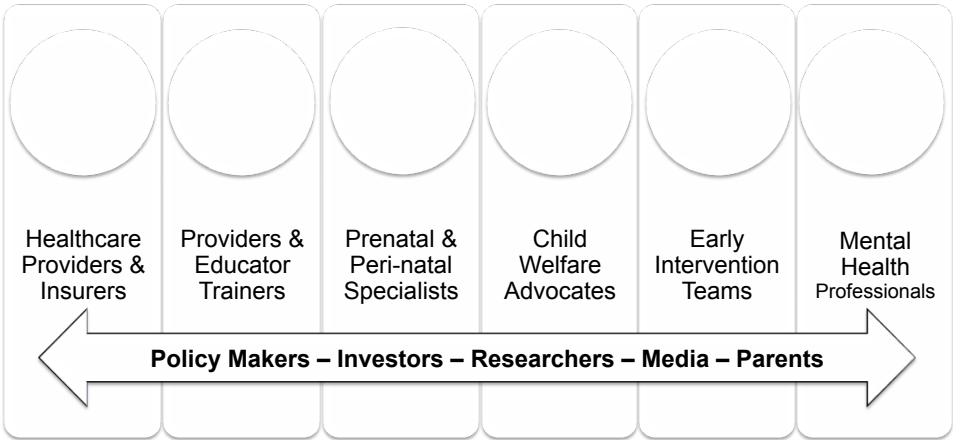 Healthcare
Providers &
Insurers
Providers &
Educator
Trainers
Prenatal &
Peri-natal
Specialists
Child
Welfare
Advocates
Early
Intervention
Teams
Mental
Health
Professionals
Policy Makers – Investors – Researchers – Media – Parents